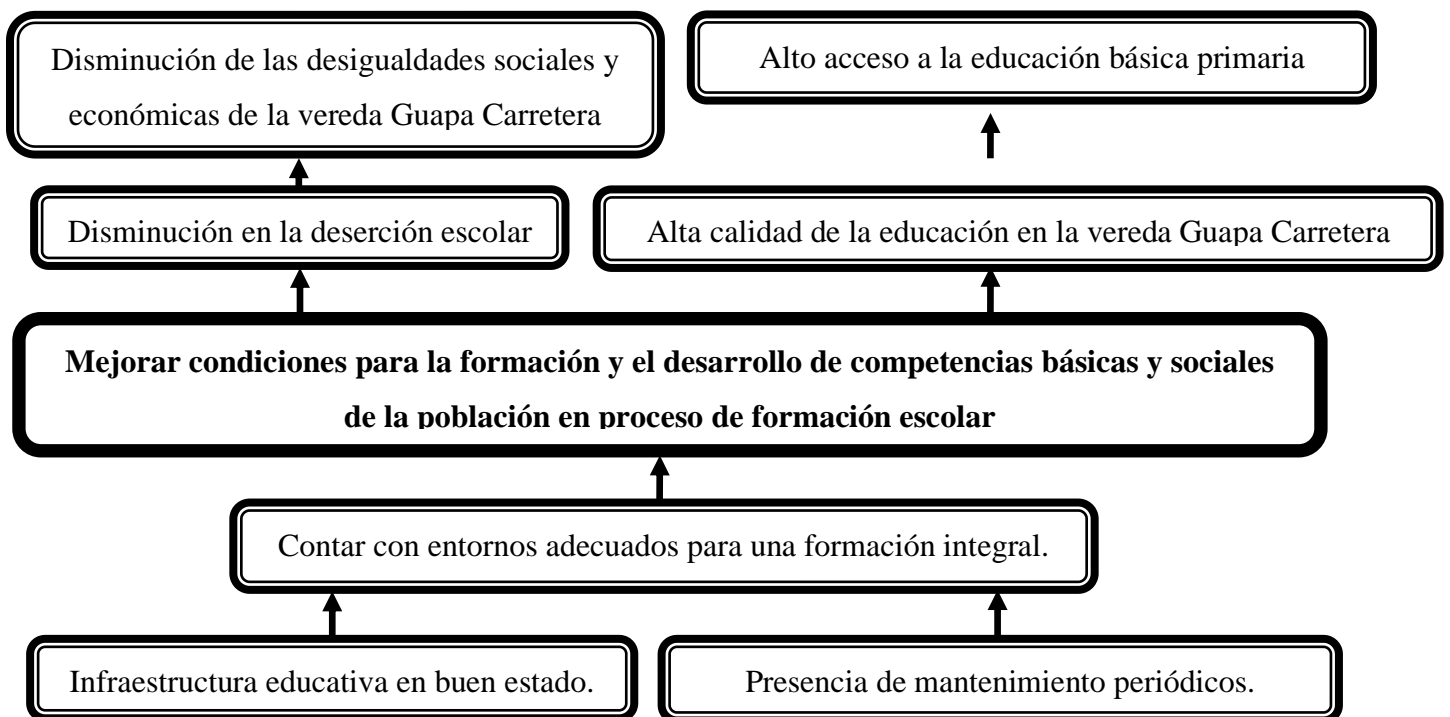 Disminución de las desigualdades sociales y
económicas de la vereda Guapa Carretera
Alto acceso a la educación básica primaria
Disminución en la deserción escolar
Alta calidad de la educación en la vereda Guapa Carretera
Mejorar condiciones para la formación y el desarrollo de competencias básicas y sociales
de la población en proceso de formación escolar
Contar con entornos adecuados para una formación integral.
Infraestructura educativa en buen estado.
Presencia de mantenimiento periódicos.